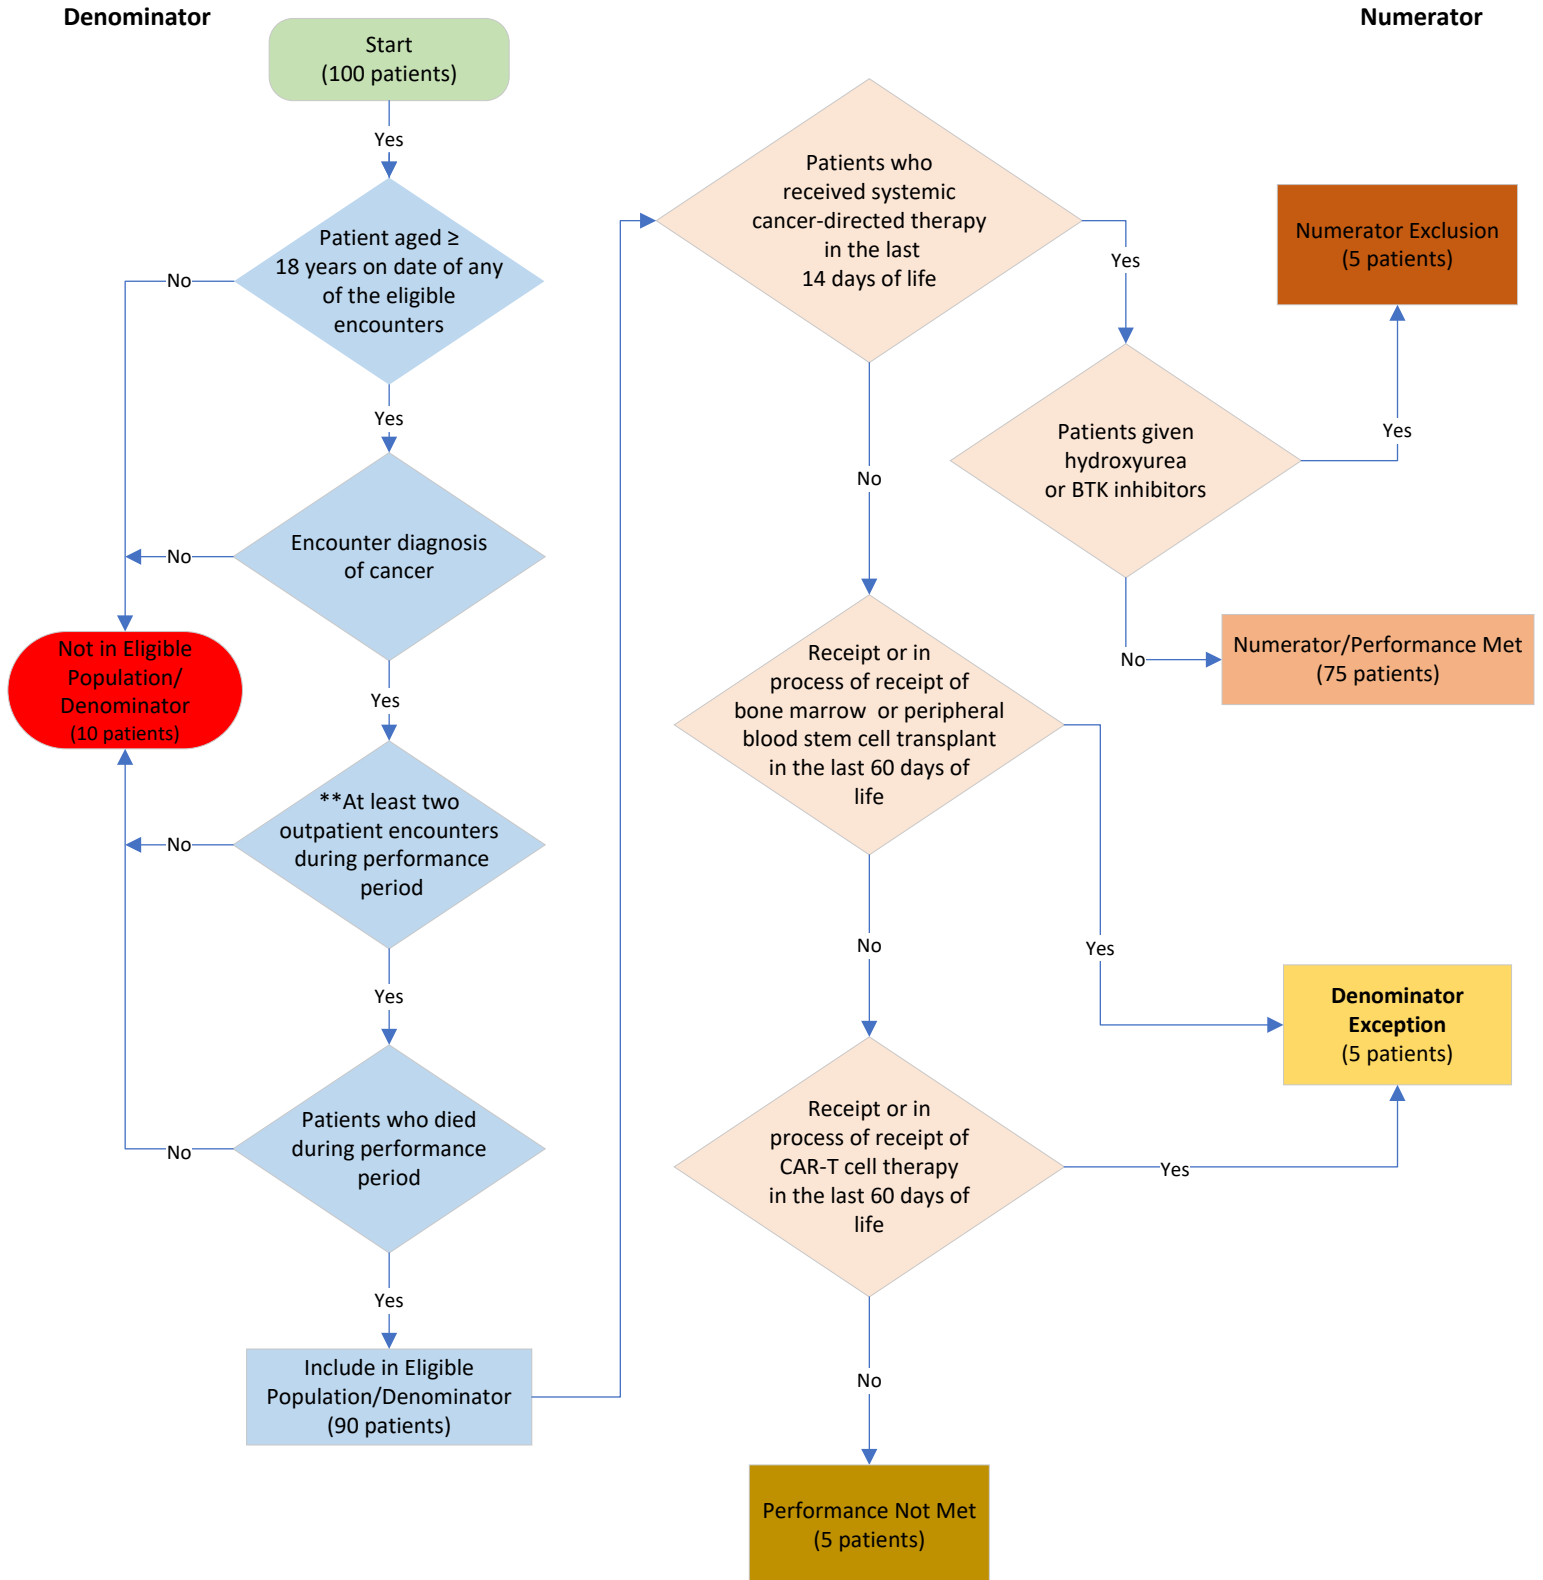 Denominator
Numerator
Start
(100 patients)
Yes
Patient aged ≥
18 years on date of any
of the eligible
encounters
No
Yes
Encounter diagnosis
of cancer
No
Yes
Not in Eligible
Population/
Denominator
(10 patients)
**At least two
outpatient encounters
during performance
period
No
Yes
Patients who died
during performance
period
No
Yes
Include in Eligible
Population/Denominator
(90 patients)
Patients who
received systemic
cancer-directed therapy
in the last
14 days of life
Yes
No
Patients given
hydroxyurea
or BTK inhibitors
Yes
Numerator Exclusion
(5 patients)
No
Numerator/Performance Met
(75 patients)
Receipt or in
process of receipt of
bone marrow  or peripheral
blood stem cell transplant
in the last 60 days of
life
Yes
No
Denominator
Exception
(5 patients)
Receipt or in
process of receipt of
CAR-T cell therapy
in the last 60 days of
life
Yes
No
Performance Not Met
(5 patients)